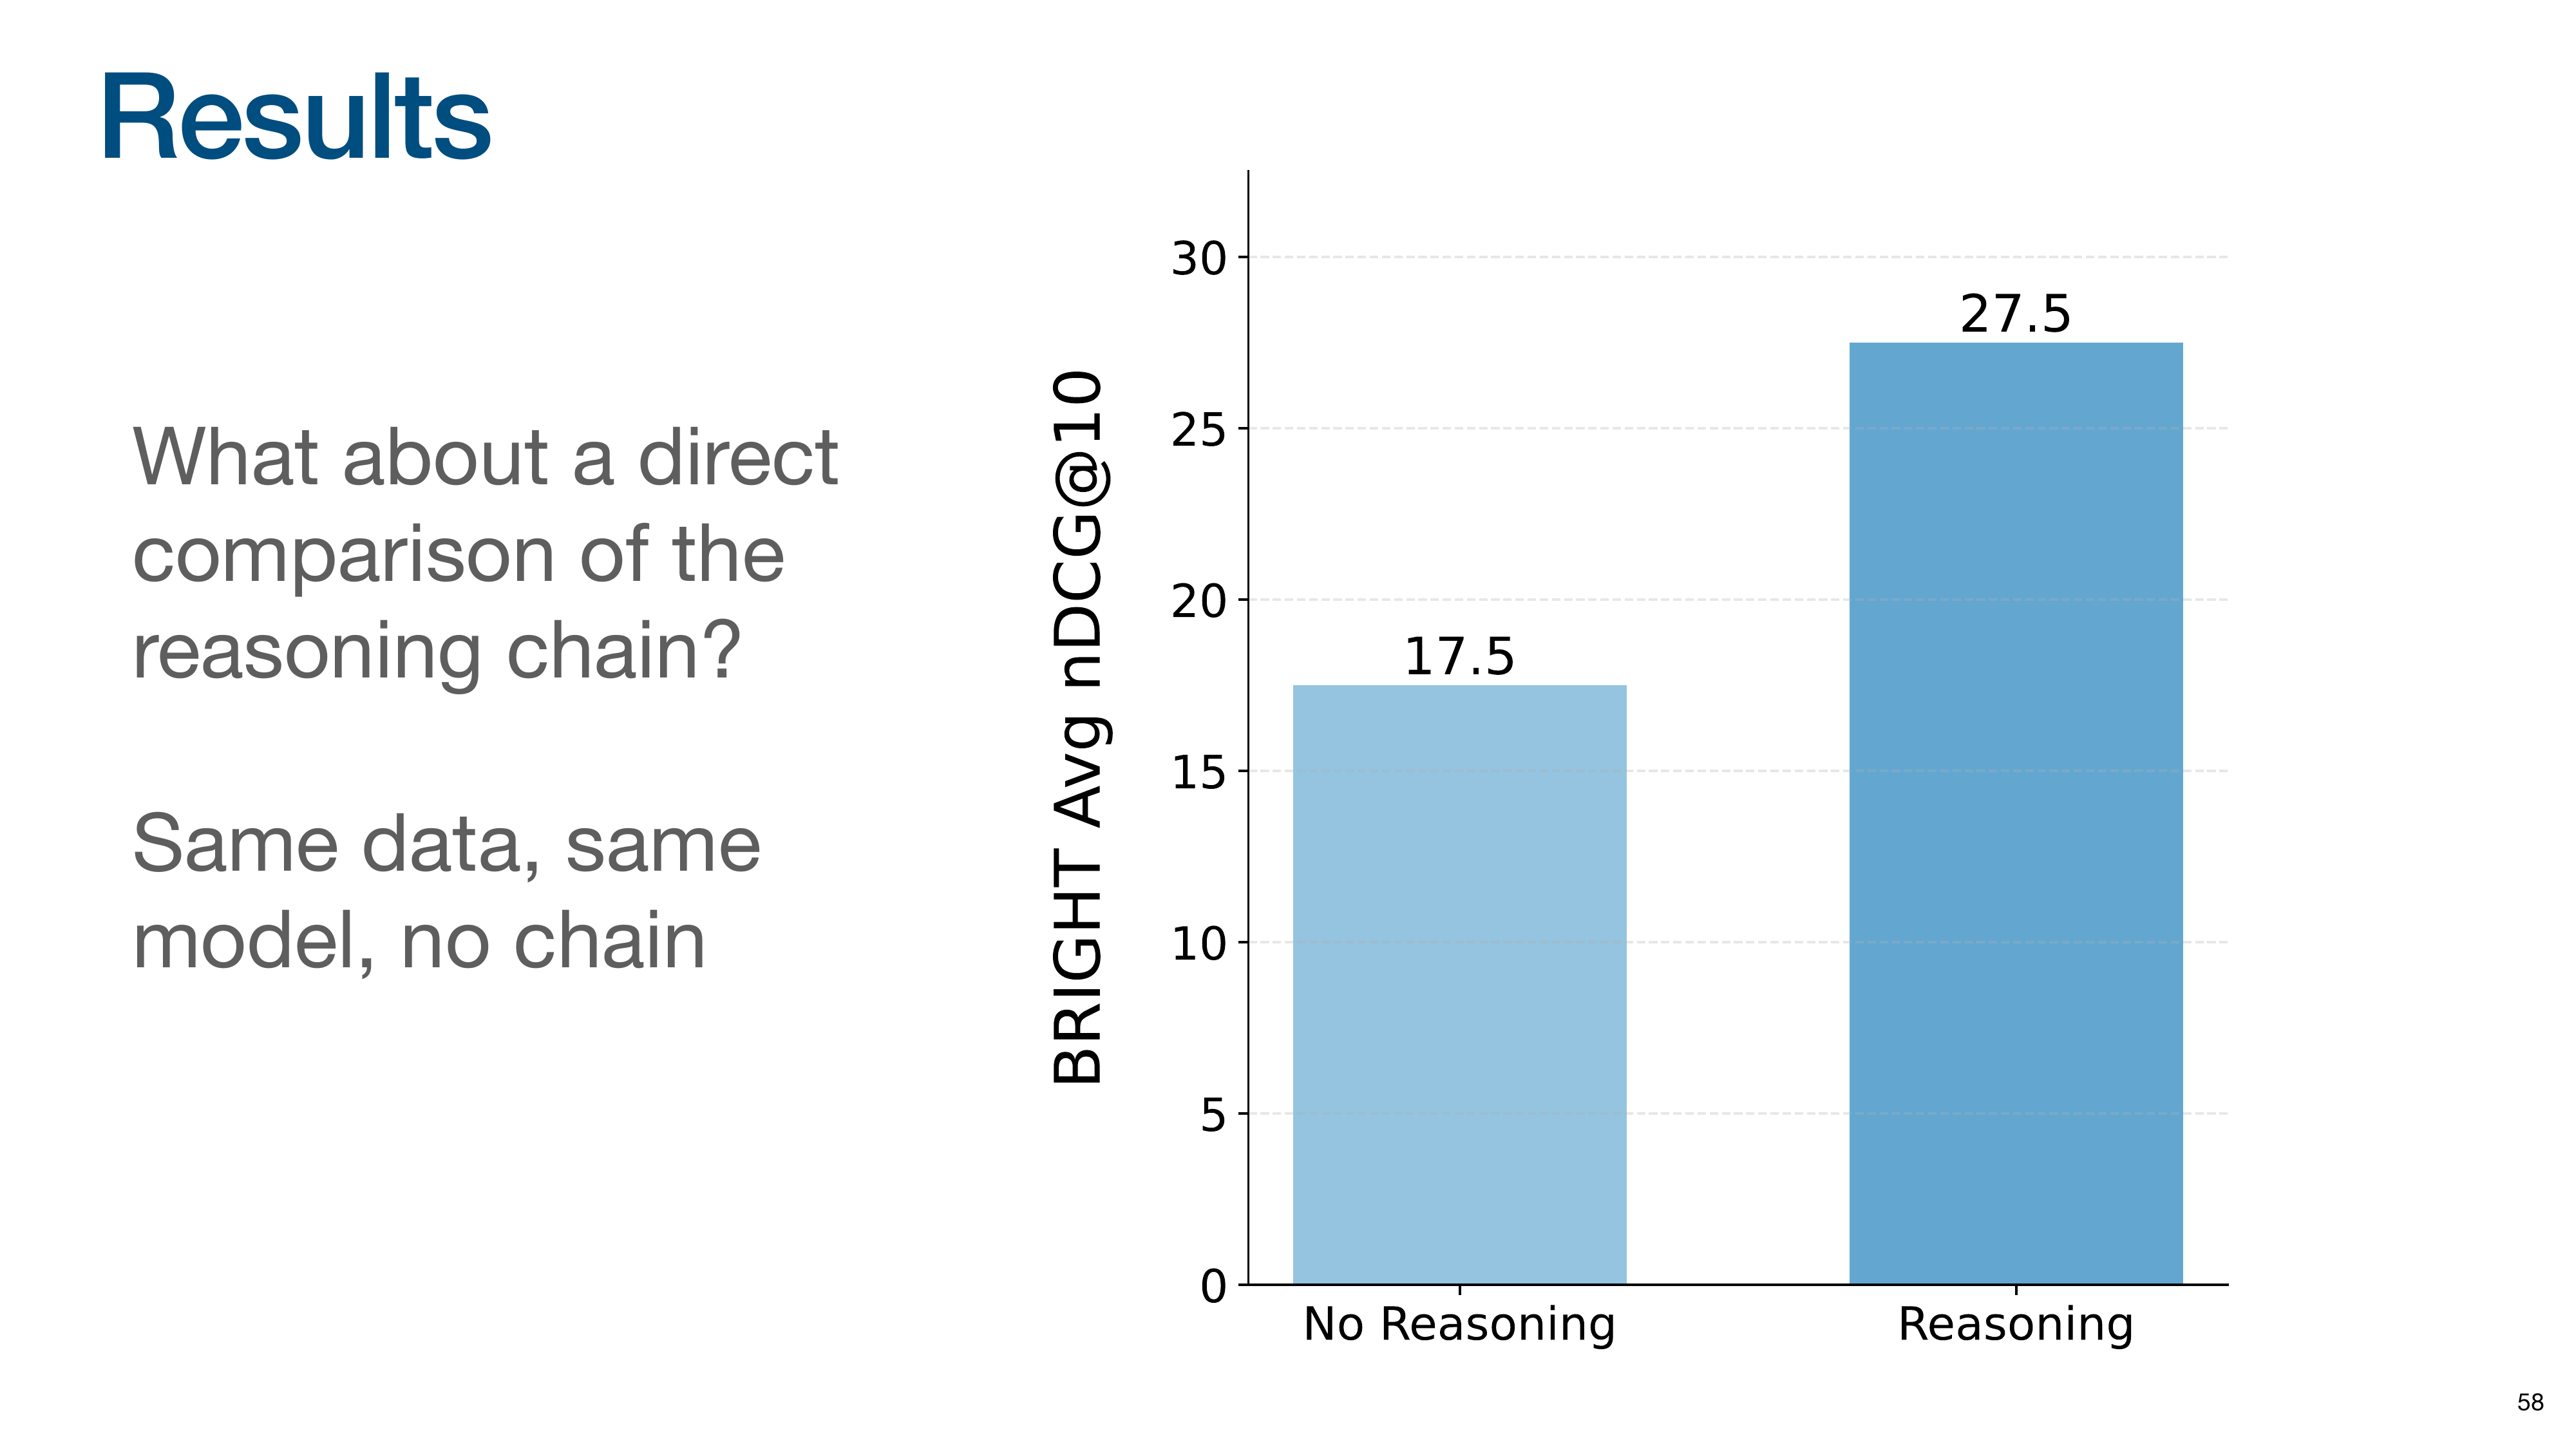 Results
What about a direct
comparison of the
reasoning chain?
Same data, same
model, no chain
BRIGHT Avg nDCG@10
30
25
20
15
10
5
0
17.5
27.5
No Reasoning
Reasoning
58